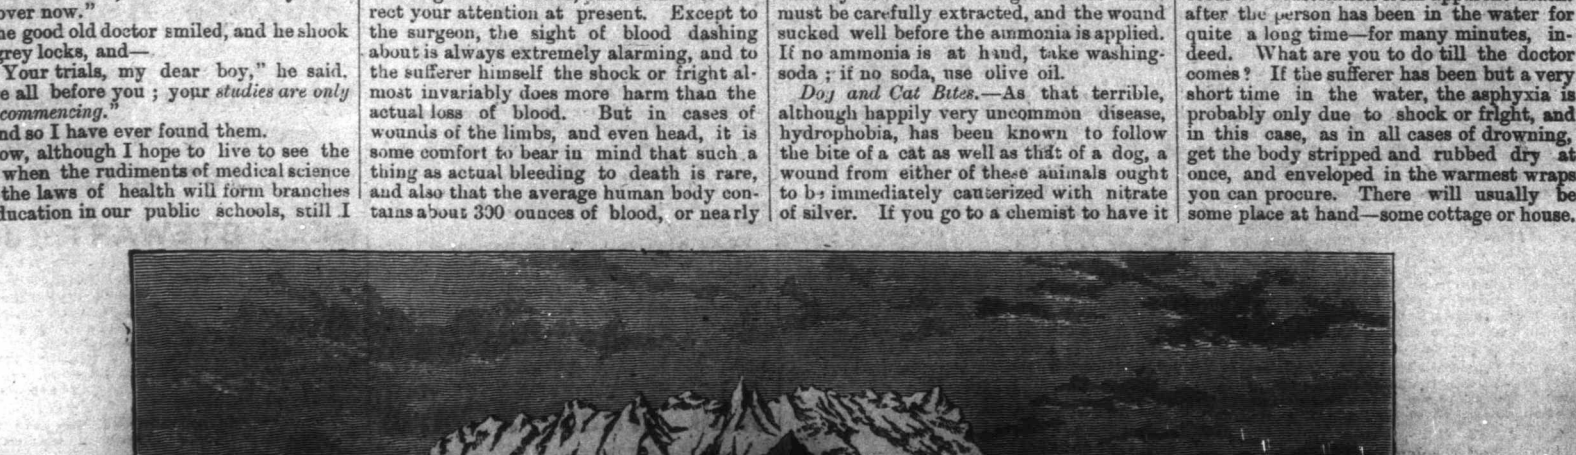 over now."
he good old doctor smiled, and he shook
grey locks, and—
Your trials, my dear boy," he said,
e all before you ; your studies are only
commencing."
nd so I have ever found them.
ow, although I hope to live to see the
when the rudiments of medical science
the laws of health will form branches
ducation in our public schools, still I
rect your attention at present. Except to
the surgeon, the sight of blood dashing
about is always extremely alarming, and to
the sufferer himself the shock or fright al-
most invariably does more harm than the
actual loss of blood. But in cases of
wounds of the limbs, and even head, it is
some comfort to bear in mind that such a
thing as actual bleeding to death is rare,
and also that the average human body con-
tains about 300 ounces of blood, or nearly
must be carefully extracted, and the wound
sucked well before the ammonia is applied.
If no ammonia is at hand, take washing-
soda ; if no soda, use olive oil.
Dog and Cat Bites.—As that terrible,
although happily very uncommon disease,
hydrophobia, has been known to follow
the bite of a cat as well as that of a dog, a
wound from either of these animals ought
to be immediately cauterized with nitrate
of silver. If you go to a chemist to have it
after the person has been in the water for
quite a long time—for many minutes, in-
deed. What are you to do till the doctor
comes? If the sufferer has been but a very
short time in the water, the asphyxia is
probably only due to shock or fright, and
in this case, as in all cases of drowning,
get the body stripped and rubbed dry at
once, and enveloped in the warmest wraps
you can procure. There will usually be
some place at hand—some cottage or house.